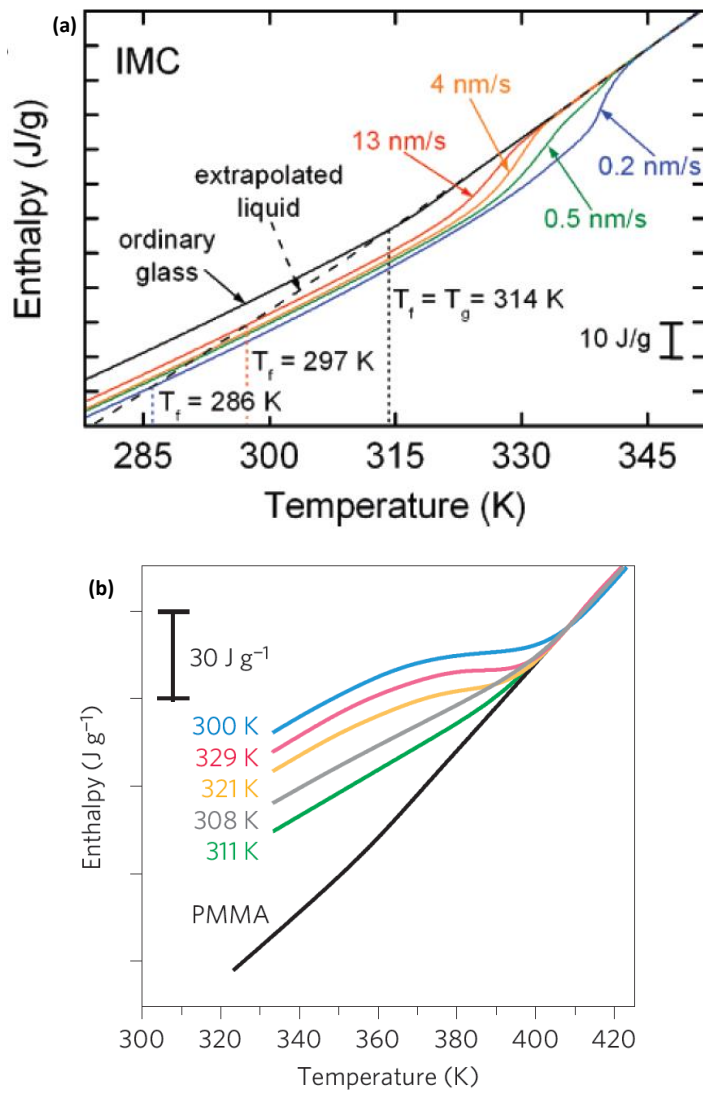 (a)
IMC
4 nm/s
13 nm/s
0.2 nm/s
extrapolated
liquid
0.5 nm/s
ordinary
glass
Tf = Tg = 314 K
10 J/g
Tf = 297 K
Tf = 286 K
Enthalpy (J/g)
285 300 315 330 345
Temperature (K)
(b)
30 J g⁻¹
300 K
329 K
321 K
308 K
311 K
PMMA
Enthalpy (J g⁻¹)
300 320 340 360 380 400 420
Temperature (K)